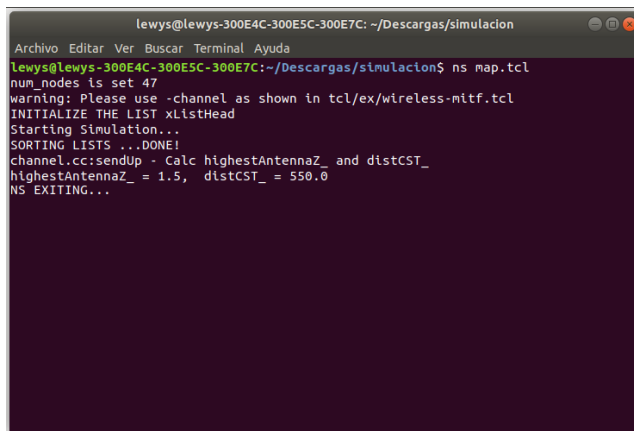 lewys@lewys-300E4C-300E5C-300E7C: ~/Descargas/simulacion
Archivo Editar Ver Buscar Terminal Ayuda
lewys@lewys-300E4C-300E5C-300E7C:~/Descargas/simulacion$ ns map.tcl
num_nodes is set 47
warning: Please use -channel as shown in tcl/ex/wireless-mitf.tcl
INITIALIZE THE LIST xListHead
Starting Simulation...
SORTING LISTS ...DONE!
channel.cc:sendUp - Calc highestAntennaZ_ and distCST_
highestAntennaZ_ = 1.5,  distCST_ = 550.0
NS EXITING...